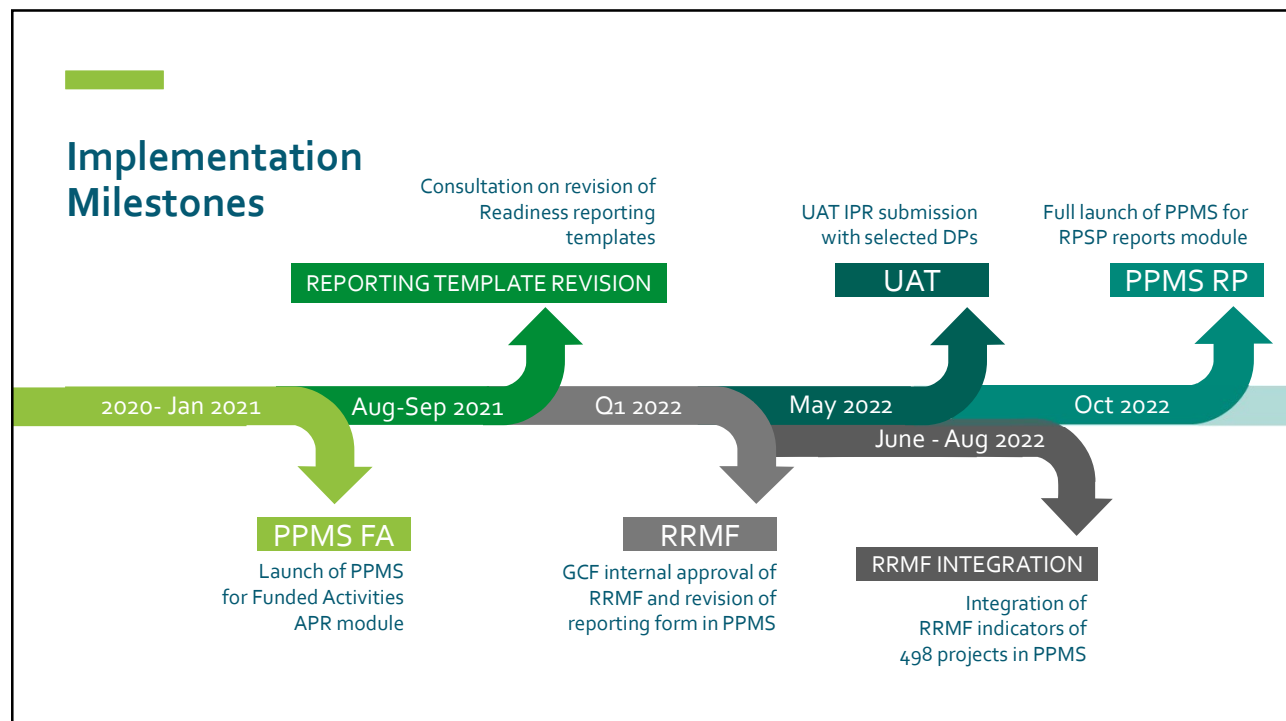 Implementation
Milestones
Consultation on revision of
Readiness reporting
templates
REPORTING TEMPLATE REVISION
UAT IPR submission
with selected DPs
UAT
Full launch of PPMS for
RPSP reports module
PPMS RP
2020- Jan 2021
Aug-Sep 2021
Q1 2022
May 2022
June - Aug 2022
Oct 2022
PPMS FA
Launch of PPMS
for Funded Activities
APR module
RRMF
GCF internal approval of
RRMF and revision of
reporting form in PPMS
RRMF INTEGRATION
Integration of
RRMF indicators of
498 projects in PPMS